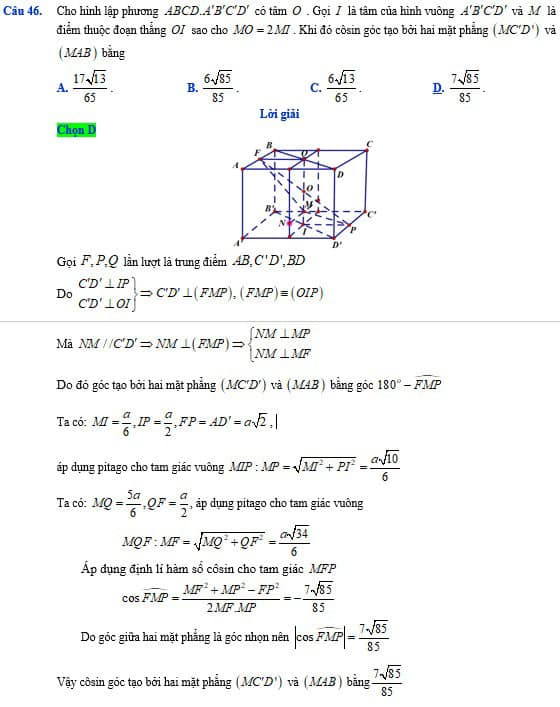 Câu 46. Cho hình lập phương ABCD.A'B'C'D' có tâm O. Gọi I là tâm của hình vuông A'B'C'D' và M là
điểm thuộc đoạn thẳng OI sao cho MO = 2MI. Khi đó côsin góc tạo bởi hai mặt phẳng (MC'D') và
(MAB) bằng
A. 17√13/65. B. 6√85/85. C. 6√13/65. D. 7√85/85.
Lời giải
Chọn D
B C
F Q
A D
O
M
B' C'
N P
I
A' D'
Gọi F, P, Q lần lượt là trung điểm AB, C'D', BD
Do {C'D' ⊥ IP; C'D' ⊥ OI} ⇒ C'D' ⊥ (FMP), (FMP) ≡ (OIP)
Mà NM // C'D' ⇒ NM ⊥ (FMP) ⇒ {NM ⊥ MP; NM ⊥ MF
Do đó góc tạo bởi hai mặt phẳng (MC'D') và (MAB) bằng góc 180° − FMP
Ta có: MI = a/6, IP = a/2, FP = AD' = a√2,|
áp dụng pitago cho tam giác vuông MIP : MP = √(MI² + PI²) = a√10/6
Ta có: MQ = 5a/6, QF = a/2, áp dụng pitago cho tam giác vuông
MQF : MF = √(MQ² + QF²) = a√34/6
Áp dụng định lí hàm số côsin cho tam giác MFP
cos FMP = (MF² + MP² − FP²)/(2MF.MP) = −7√85/85
Do góc giữa hai mặt phẳng là góc nhọn nên |cos FMP| = 7√85/85
Vậy côsin góc tạo bởi hai mặt phẳng (MC'D') và (MAB) bằng 7√85/85